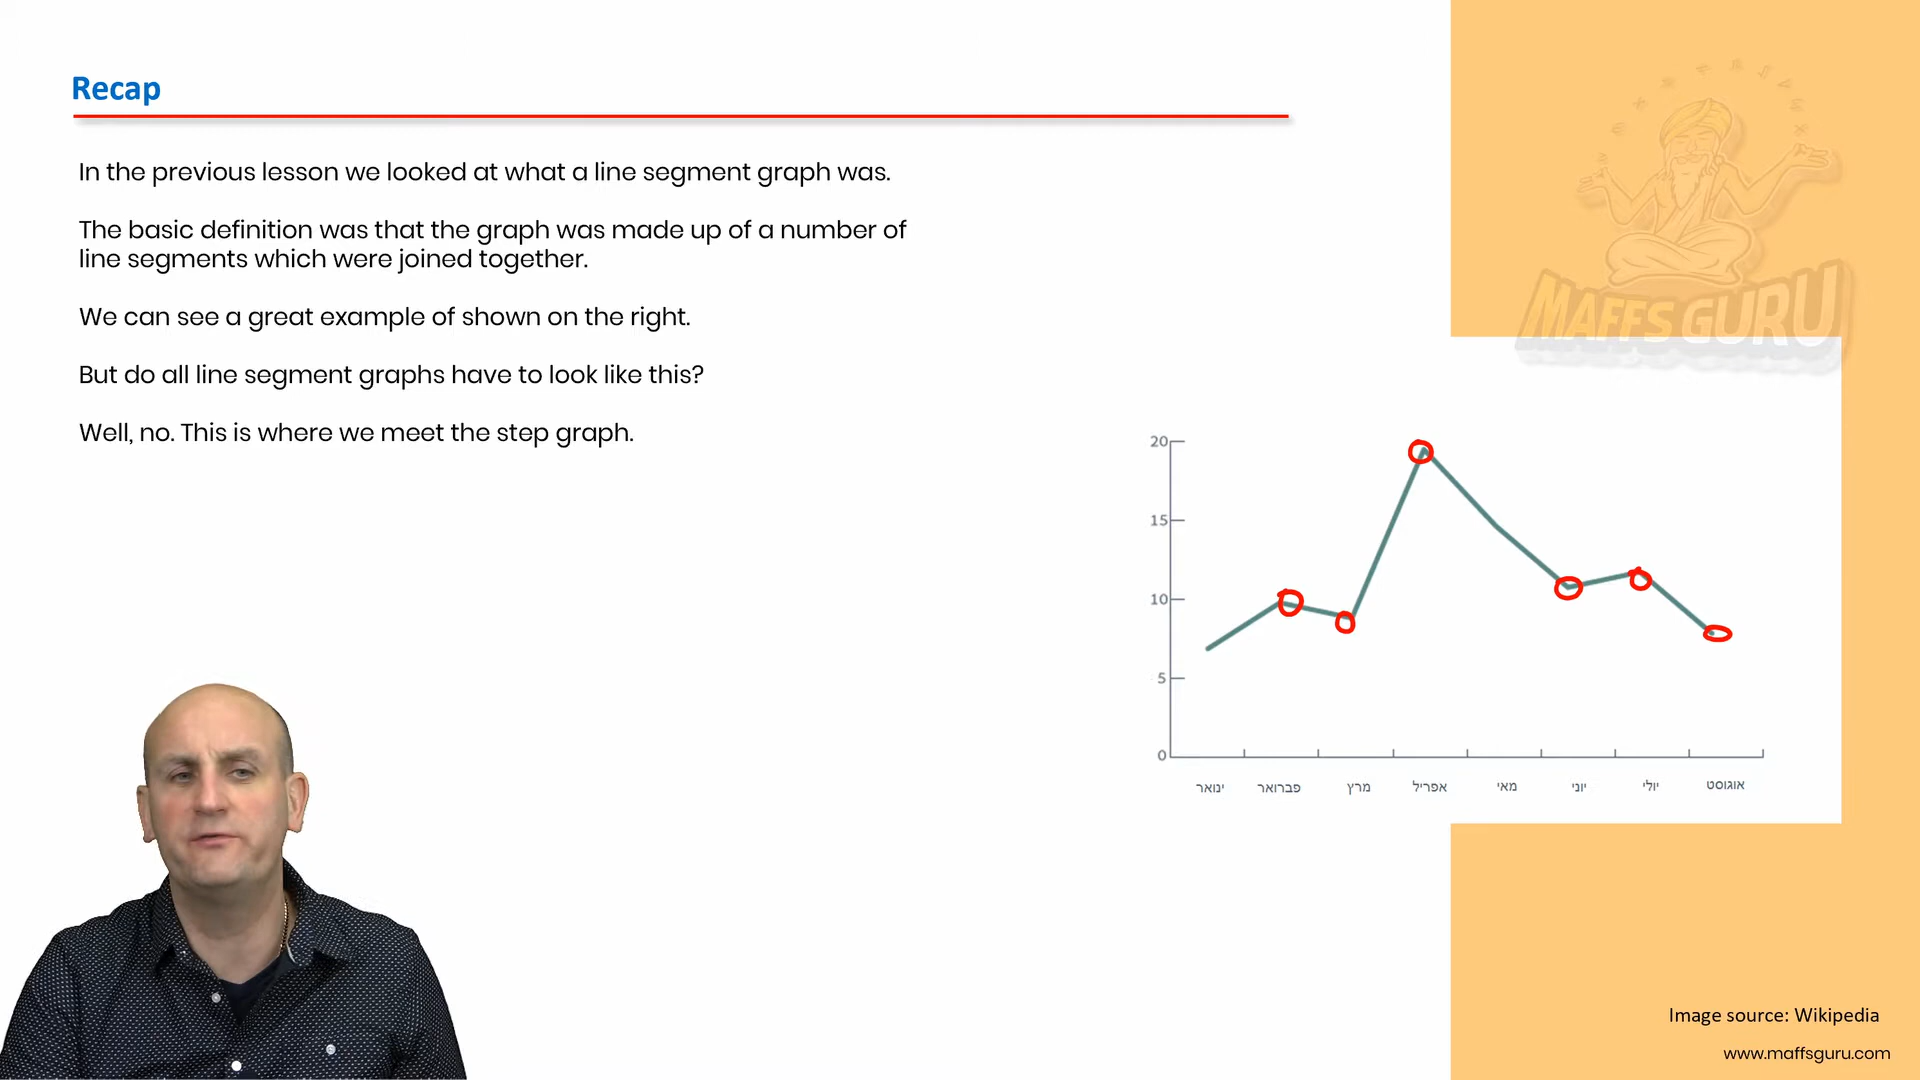 Recap
In the previous lesson we looked at what a line segment graph was.
The basic definition was that the graph was made up of a number of
line segments which were joined together.
We can see a great example of shown on the right.
But do all line segment graphs have to look like this?
Well, no. This is where we meet the step graph.
MAFFS GURU
20
15
10
5
0
ינואר פברואר מרץ אפריל מאי יוני יולי אוגוסט
Image source: Wikipedia
www.maffsguru.com